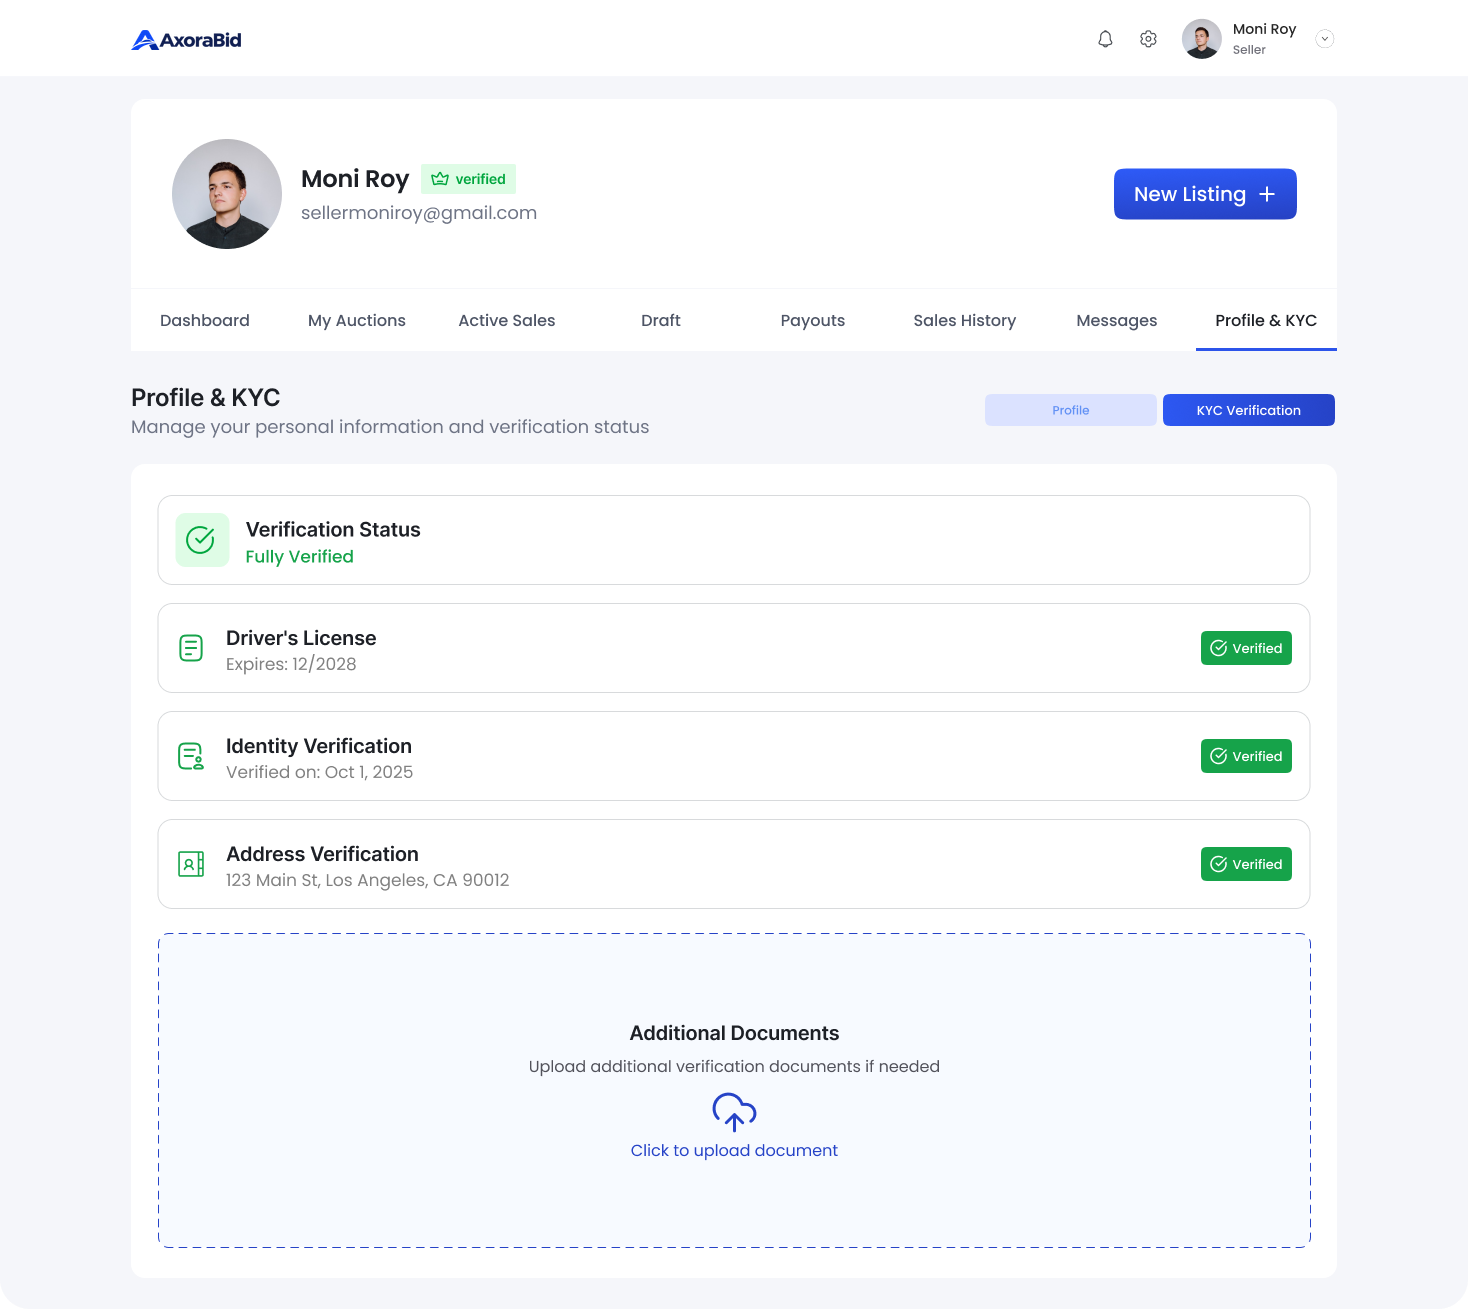 AxoraBid
Moni Roy
Seller
Moni Roy
verified
sellermoniroy@gmail.com
New Listing
Dashboard
My Auctions
Active Sales
Draft
Payouts
Sales History
Messages
Profile & KYC
Profile & KYC
Manage your personal information and verification status
Profile
KYC Verification
Verification Status
Fully Verified
Driver's License
Expires: 12/2028
Verified
Identity Verification
Verified on: Oct 1, 2025
Verified
Address Verification
123 Main St, Los Angeles, CA 90012
Verified
Additional Documents
Upload additional verification documents if needed
Click to upload document